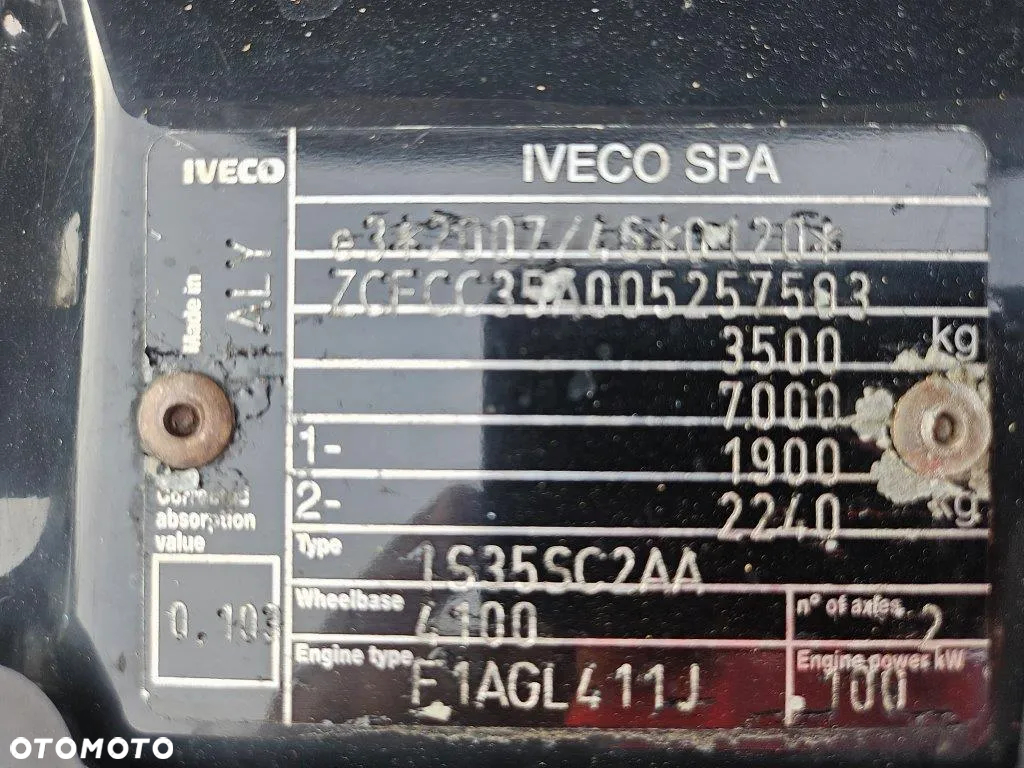 IVECO
IVECO SPA
e3*2007/46*0120*
ZCFCC35A005257503
3500 kg
7000
1- 1900
2- 2240 kg
Made in
ALY
Corrected
absorption
value
0.103
Type 1S35SC2AA
Wheelbase 4100
n° of axles 2
Engine type F1AGL411J
Engine power kW 100
OTOMOTO